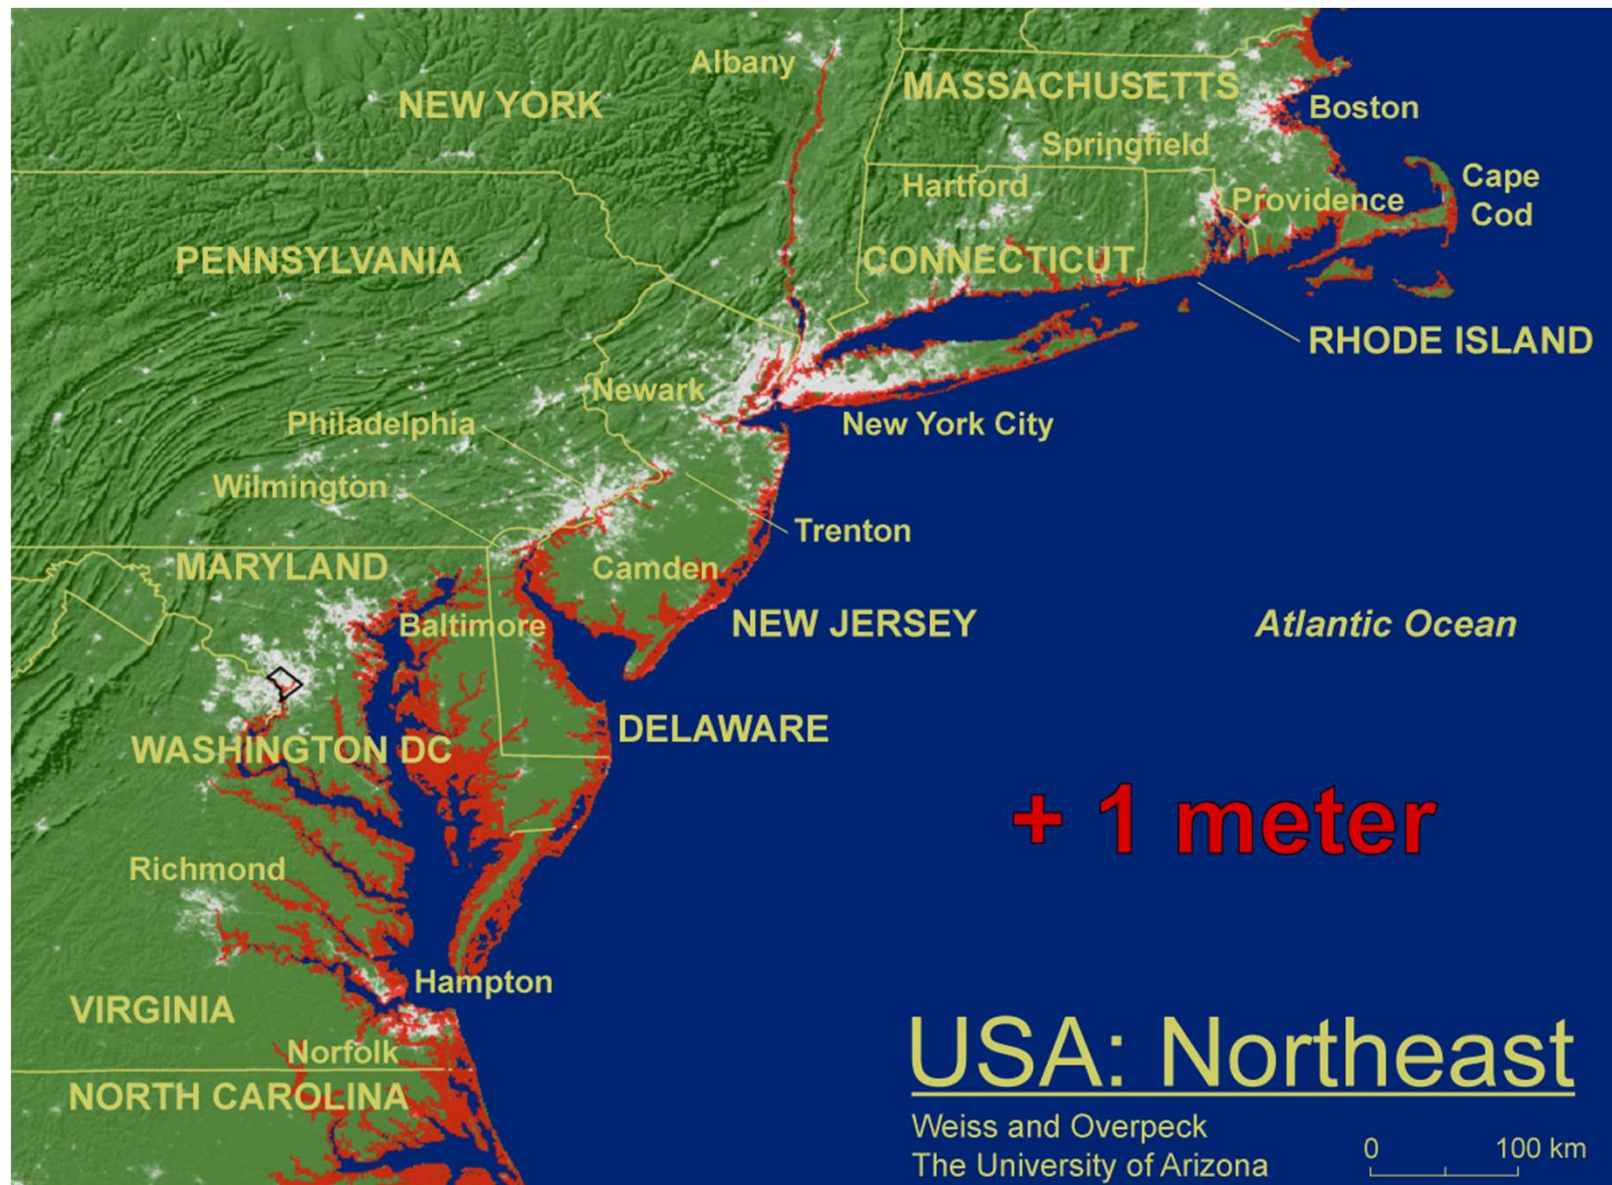 Albany
NEW YORK
MASSACHUSETTS
Boston
Springfield
Hartford
Providence
Cape
Cod
PENNSYLVANIA
CONNECTICUT
RHODE ISLAND
Newark
Philadelphia
New York City
Wilmington
Trenton
MARYLAND
Camden
Baltimore
NEW JERSEY
Atlantic Ocean
WASHINGTON DC
DELAWARE
+ 1 meter
Richmond
Hampton
VIRGINIA
Norfolk
NORTH CAROLINA
USA: Northeast
Weiss and Overpeck
The University of Arizona
0 100 km